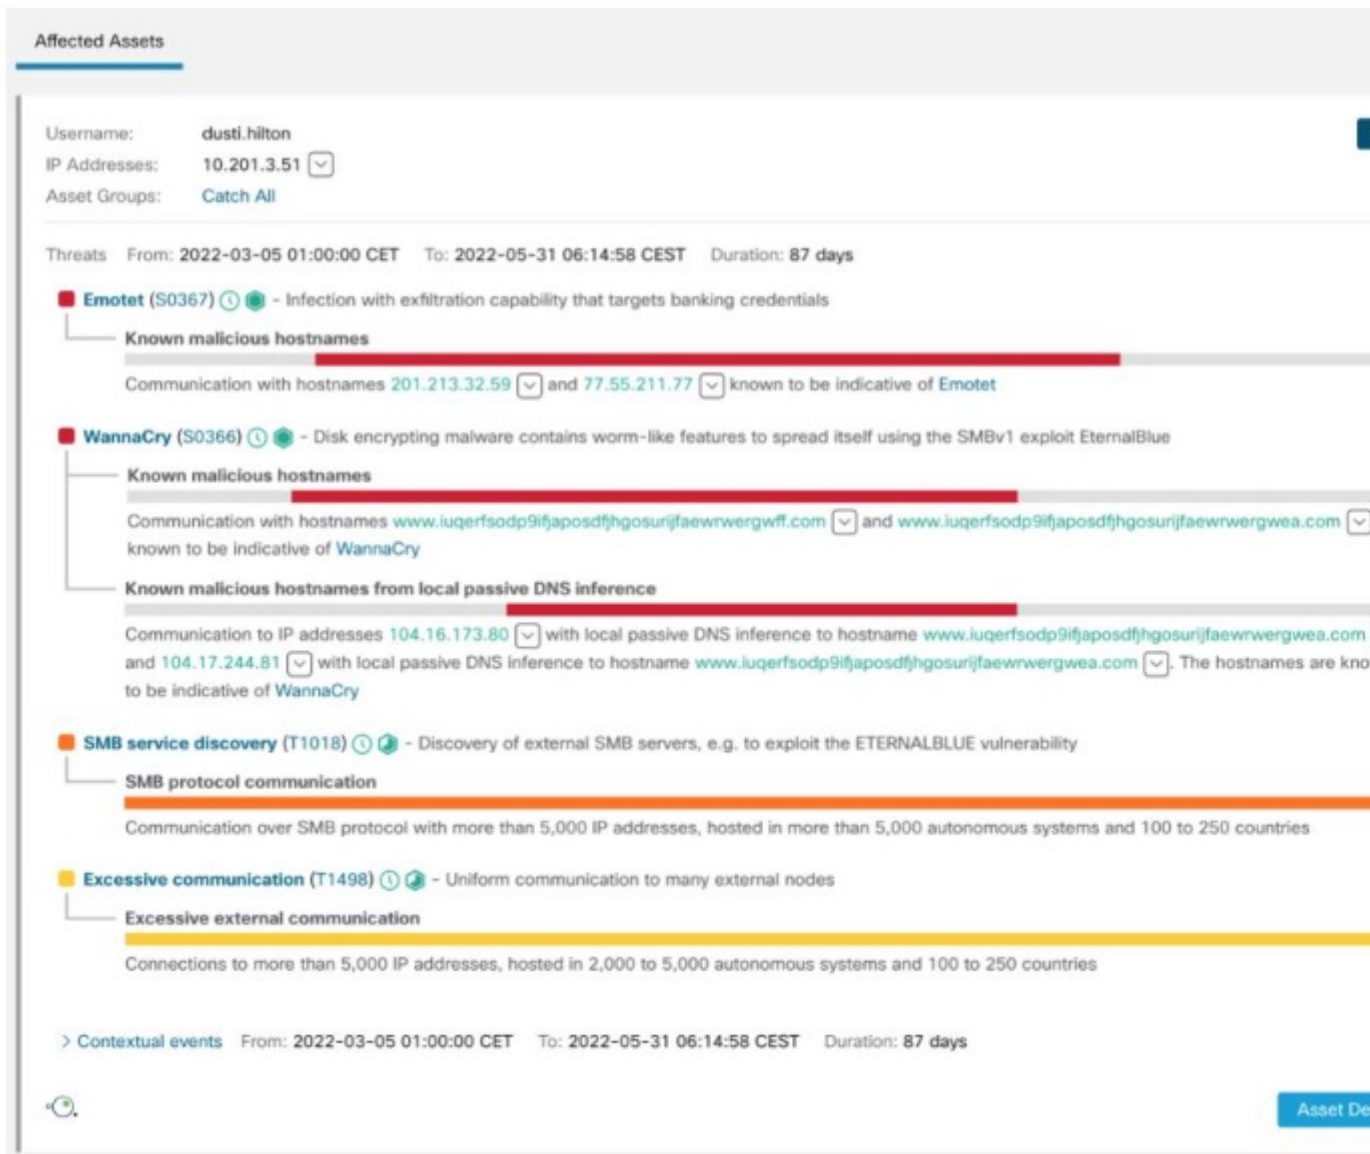 Affected Assets
Username: dusti.hilton
IP Addresses: 10.201.3.51
Asset Groups: Catch All
Threats From: 2022-03-05 01:00:00 CET To: 2022-05-31 06:14:58 CEST Duration: 87 days
Emotet (S0367) - Infection with exfiltration capability that targets banking credentials
Known malicious hostnames
Communication with hostnames 201.213.32.59 and 77.55.211.77 known to be indicative of Emotet
WannaCry (S0366) - Disk encrypting malware contains worm-like features to spread itself using the SMBv1 exploit EternalBlue
Known malicious hostnames
Communication with hostnames www.iuqerfsodp9ifjaposdfjhgosurijfaewrwergwff.com and www.iuqerfsodp9ifjaposdfjhgosurijfaewrwergwea.com
known to be indicative of WannaCry
Known malicious hostnames from local passive DNS inference
Communication to IP addresses 104.16.173.80 with local passive DNS inference to hostname www.iuqerfsodp9ifjaposdfjhgosurijfaewrwergwea.com
and 104.17.244.81 with local passive DNS inference to hostname www.iuqerfsodp9ifjaposdfjhgosurijfaewrwergwea.com . The hostnames are kno
to be indicative of WannaCry
SMB service discovery (T1018) - Discovery of external SMB servers, e.g. to exploit the ETERNALBLUE vulnerability
SMB protocol communication
Communication over SMB protocol with more than 5,000 IP addresses, hosted in more than 5,000 autonomous systems and 100 to 250 countries
Excessive communication (T1498) - Uniform communication to many external nodes
Excessive external communication
Connections to more than 5,000 IP addresses, hosted in 2,000 to 5,000 autonomous systems and 100 to 250 countries
> Contextual events From: 2022-03-05 01:00:00 CET To: 2022-05-31 06:14:58 CEST Duration: 87 days
Asset De